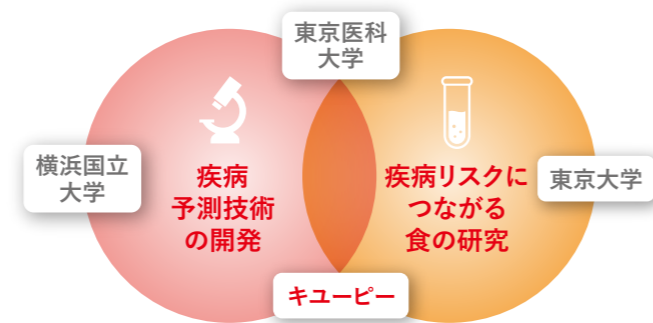 東京医科
大学
横浜国立
大学
疾病
予測技術
の開発
疾病リスクに
つながる
食の研究
東京大学
キユーピー